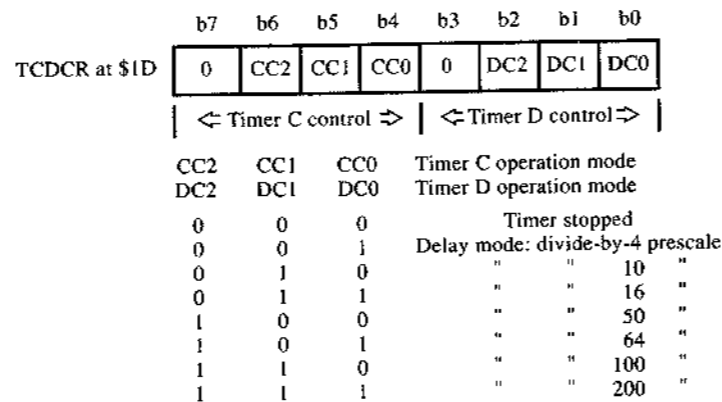 b7 b6 b5 b4 b3 b2 b1 b0
TCDCR at $1D 0 CC2 CC1 CC0 0 DC2 DC1 DC0
⇐ Timer C control ⇒ ⇐ Timer D control ⇒
CC2 CC1 CC0 Timer C operation mode
DC2 DC1 DC0 Timer D operation mode
0 0 0 Timer stopped
0 0 1 Delay mode: divide-by-4 prescale
0 1 0 " " 10 "
0 1 1 " " 16 "
1 0 0 " " 50 "
1 0 1 " " 64 "
1 1 0 " " 100 "
1 1 1 " " 200 "